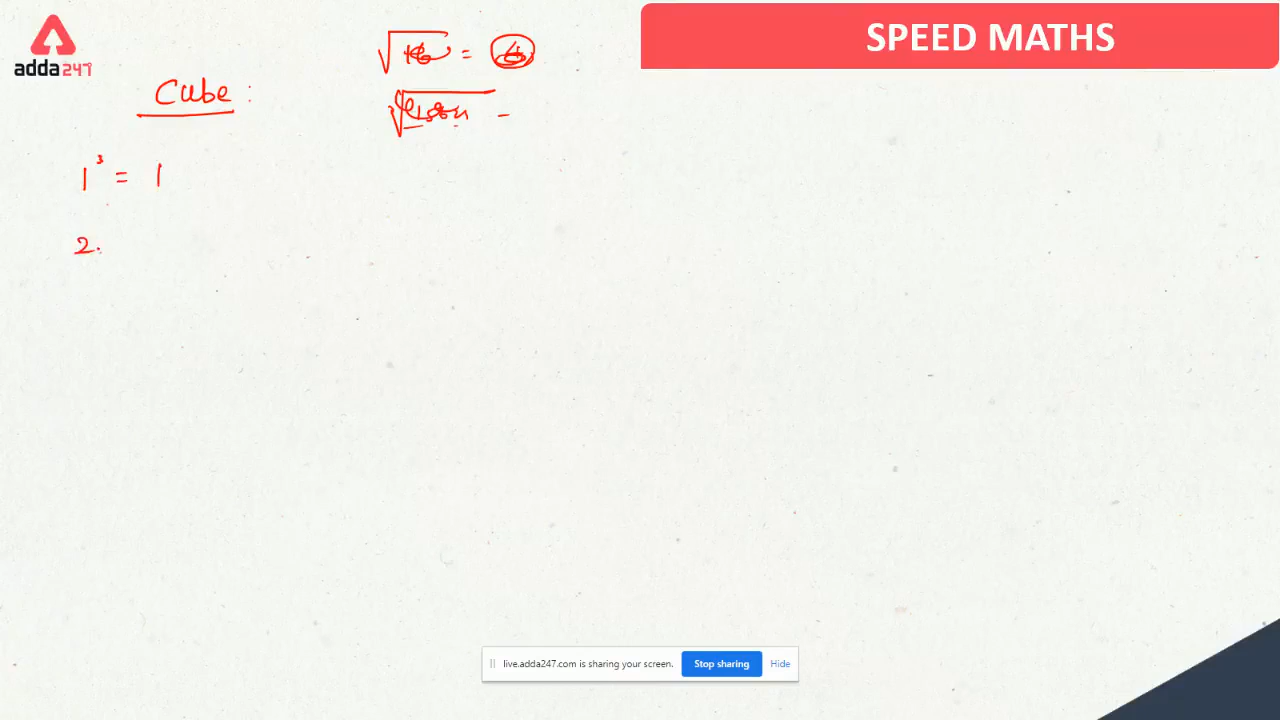 adda247
SPEED MATHS
√16 = 4
Cube :
1³ = 1
2
live.adda247.com is sharing your screen. Stop sharing Hide